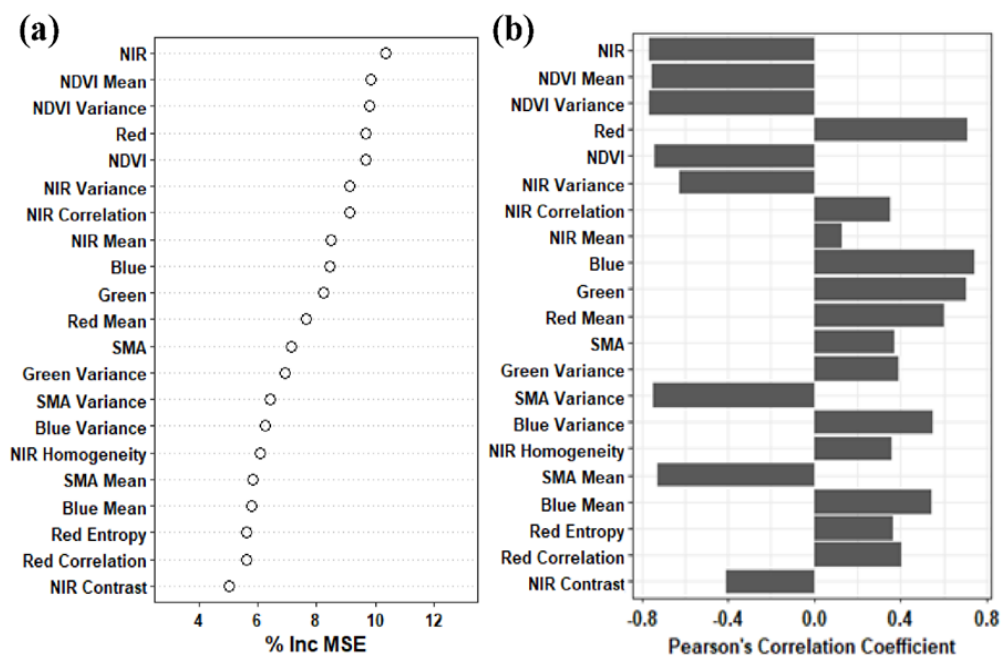 (a)
NIR
NDVI Mean
NDVI Variance
Red
NDVI
NIR Variance
NIR Correlation
NIR Mean
Blue
Green
Red Mean
SMA
Green Variance
SMA Variance
Blue Variance
NIR Homogeneity
SMA Mean
Blue Mean
Red Entropy
Red Correlation
NIR Contrast
4 6 8 10 12
% Inc MSE
(b)
NIR
NDVI Mean
NDVI Variance
Red
NDVI
NIR Variance
NIR Correlation
NIR Mean
Blue
Green
Red Mean
SMA
Green Variance
SMA Variance
Blue Variance
NIR Homogeneity
SMA Mean
Blue Mean
Red Entropy
Red Correlation
NIR Contrast
-0.8 -0.4 0.0 0.4 0.8
Pearson's Correlation Coefficient